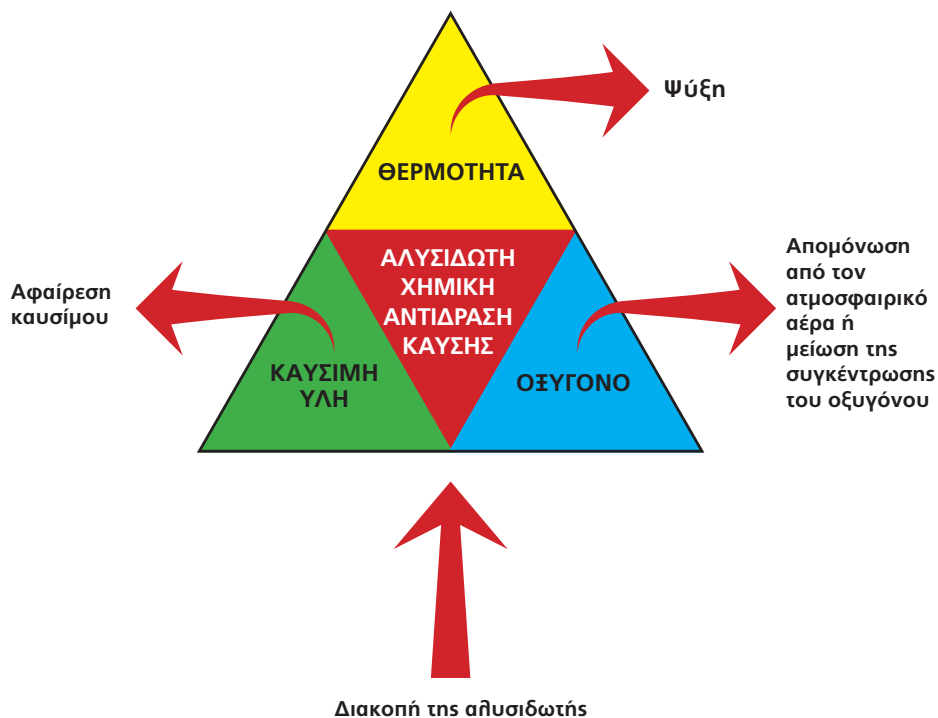 Ψύξη
ΘΕΡΜΟΤΗΤΑ
ΑΛΥΣΙΔΩΤΗ
ΧΗΜΙΚΗ
ΑΝΤΙΔΡΑΣΗ
ΚΑΥΣΗΣ
Αφαίρεση
καυσίμου
ΚΑΥΣΙΜΗ
ΥΛΗ
ΟΞΥΓΟΝΟ
Απομόνωση
από τον
ατμοσφαιρικό
αέρα ή
μείωση της
συγκέντρωσης
του οξυγόνου
Διακοπή της αλυσιδωτής